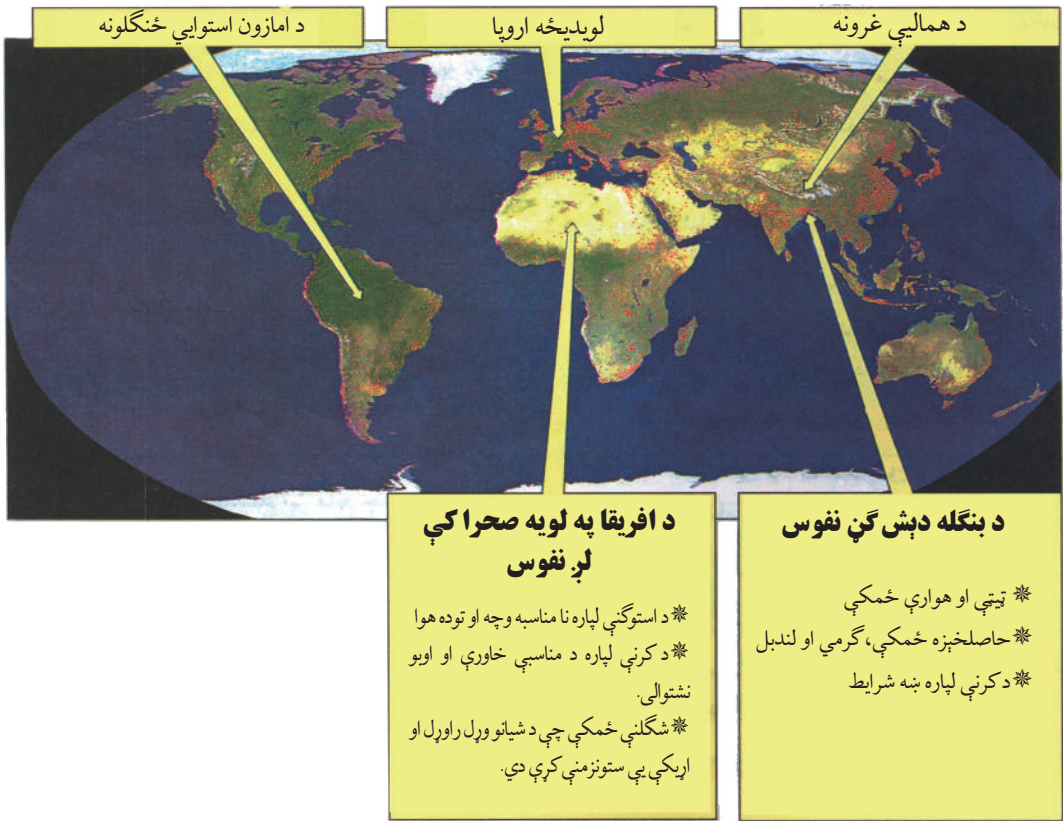 د همالیې غرونه
لویدیځه اروپا
د امازون استوایي ځنګلونه
د بنګله دېش ګڼ نفوس
❋ ټیټې او هوارې ځمکې
❋ حاصلخېزه ځمکې، ګرمي او لندبل
❋ د کرنې لپاره ښه شرایط
د افریقا په لویه صحرا کې
لږ نفوس
❋ د استوګنې لپاره نا مناسبه وچه او توده هوا
❋ د کرنې لپاره د مناسبې خاورې او اوبو
نشتوالی.
❋ شګلنې ځمکې چې د شیانو وړل راوړل او
اړیکې یې ستونزمنې کړې دي.